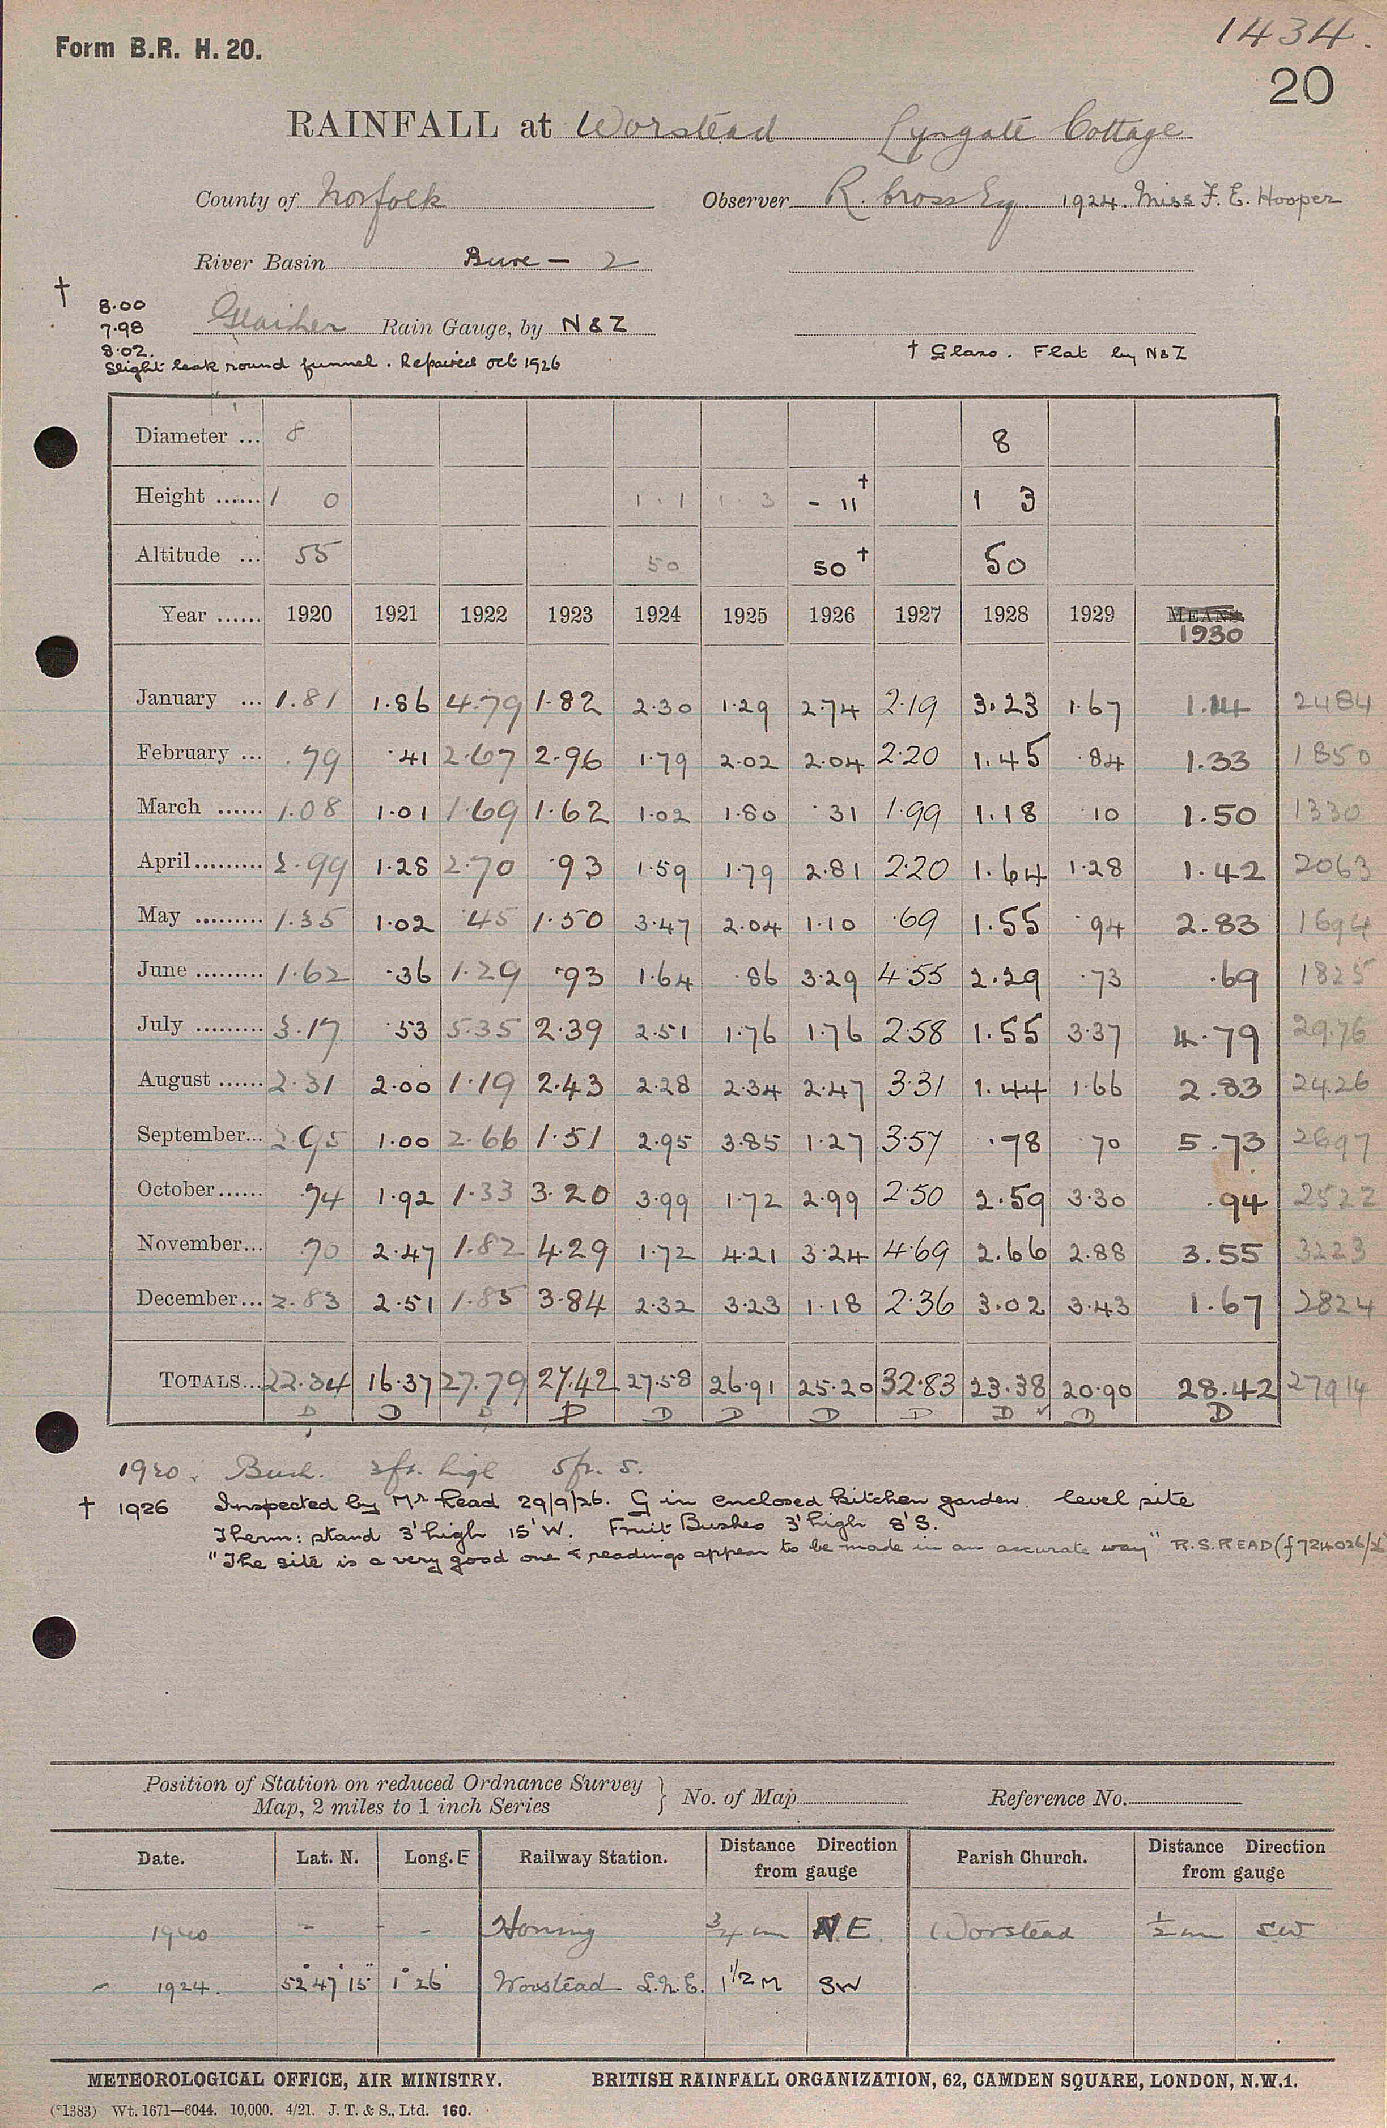 Form B.R. H. 20.
1434.
20
RAINFALL at Worstead Lyngate Cottage
County of Norfolk Observer R. Cross Esq 1924. Miss F. E. Hooper
River Basin Bure - 2
† 8.00
7.98
8.02.
Glaisher Rain Gauge, by N & Z
† Glass. Flat by N & Z
Slight leak round funnel. Repaired Oct 1926
Diameter ... 8 8
Height ...... 1 0 1.1 1.3 - 11† 1 3
Altitude ... 55 50 50† 50
Year ...... 1920 1921 1922 1923 1924 1925 1926 1927 1928 1929 MEANS 1930
January ... 1.81 1.86 4.79 1.82 2.30 1.29 2.74 2.19 3.23 1.67 1.14 2484
February ... .79 .41 2.67 2.96 1.79 2.02 2.04 2.20 1.45 .84 1.33 1850
March ...... 1.08 1.01 1.69 1.62 1.02 1.80 .31 1.99 1.18 10 1.50 1330
April ......... 2.99 1.28 2.70 .93 1.59 1.79 2.81 2.20 1.64 1.28 1.42 2063
May ......... 1.35 1.02 .45 1.50 3.47 2.04 1.10 .69 1.55 .94 2.83 1694
June ......... 1.62 .36 1.29 .93 1.64 .86 3.29 4.55 2.29 .73 .69 1825
July ......... 3.17 .53 5.35 2.39 2.51 1.76 1.76 2.58 1.55 3.37 4.79 29.76
August ...... 2.31 2.00 1.19 2.43 2.28 2.34 2.47 3.31 1.44 1.66 2.83 24.26
September... 2.95 1.00 2.66 1.51 2.95 3.85 1.27 3.57 .78 70 5.73 2697
October...... .74 1.92 1.33 3.20 3.99 1.72 2.99 2.50 2.59 3.30 .94 2522
November... .70 2.47 1.82 4.29 1.72 4.21 3.24 4.69 2.66 2.88 3.55 3223
December... 2.83 2.51 1.85 3.84 2.32 3.23 1.18 2.36 3.02 3.43 1.67 2824
TOTALS... 22.34 16.37 27.79 27.42 27.58 26.91 25.20 32.83 23.38 20.90 28.42 27914
D D D D D D D D D ✓ D D
1920. Bush. 2ft. high 5ft. S.
† 1926 Inspected by Mr Read 29/9/26. G in enclosed kitchen garden. level site
Therm: stand 3' high 15' W. Fruit Bushes 3' high 8' S.
"The site is a very good one & readings appear to be made in an accurate way" R.S.READ (f 724026/26
Position of Station on reduced Ordnance Survey
Map, 2 miles to 1 inch Series } No. of Map Reference No.
Date. Lat. N. Long. E Railway Station. Distance Direction from gauge Parish Church. Distance Direction from gauge
1920 - - - Honing 3/4 m N.E. Worstead 1/2 m SW
1924. 52° 47' 15" 1° 26' Worstead L.N.E. 1 1/2 M SW
METEOROLOGICAL OFFICE, AIR MINISTRY. BRITISH RAINFALL ORGANIZATION, 62, CAMDEN SQUARE, LONDON, N.W.1.
(*1383) Wt. 1671—6044. 10,000. 4/21. J. T. & S., Ltd. 160.